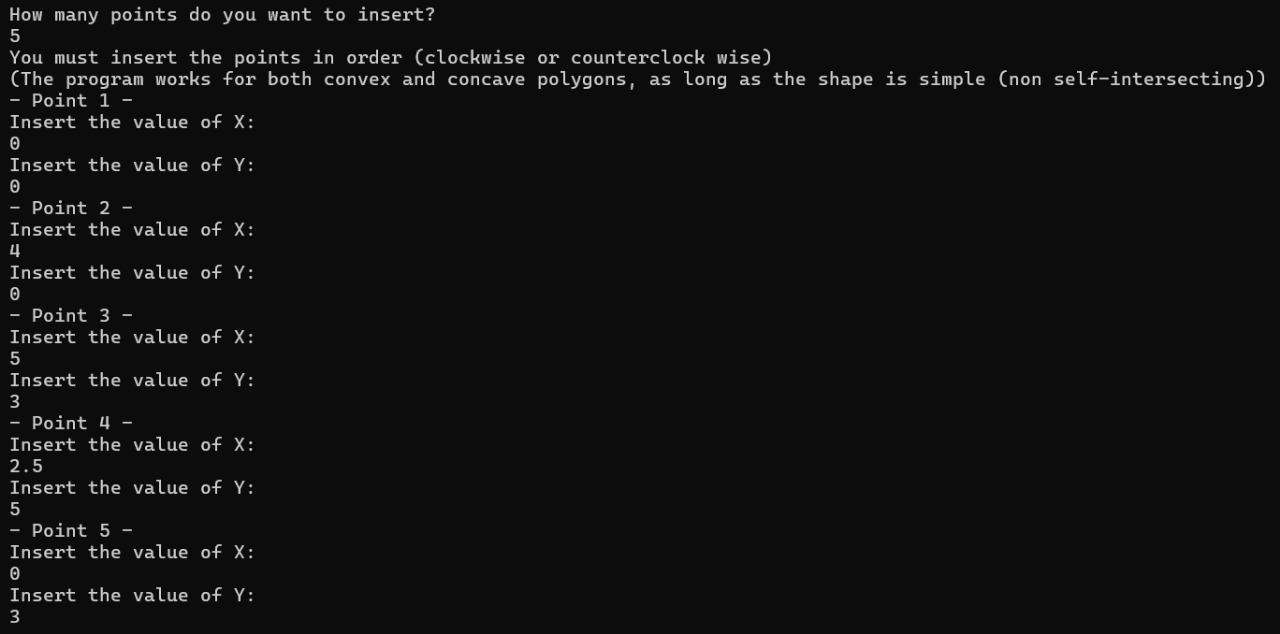 How many points do you want to insert?
5
You must insert the points in order (clockwise or counterclock wise)
(The program works for both convex and concave polygons, as long as the shape is simple (non self-intersecting))
- Point 1 -
Insert the value of X:
0
Insert the value of Y:
0
- Point 2 -
Insert the value of X:
4
Insert the value of Y:
0
- Point 3 -
Insert the value of X:
5
Insert the value of Y:
3
- Point 4 -
Insert the value of X:
2.5
Insert the value of Y:
5
- Point 5 -
Insert the value of X:
0
Insert the value of Y:
3